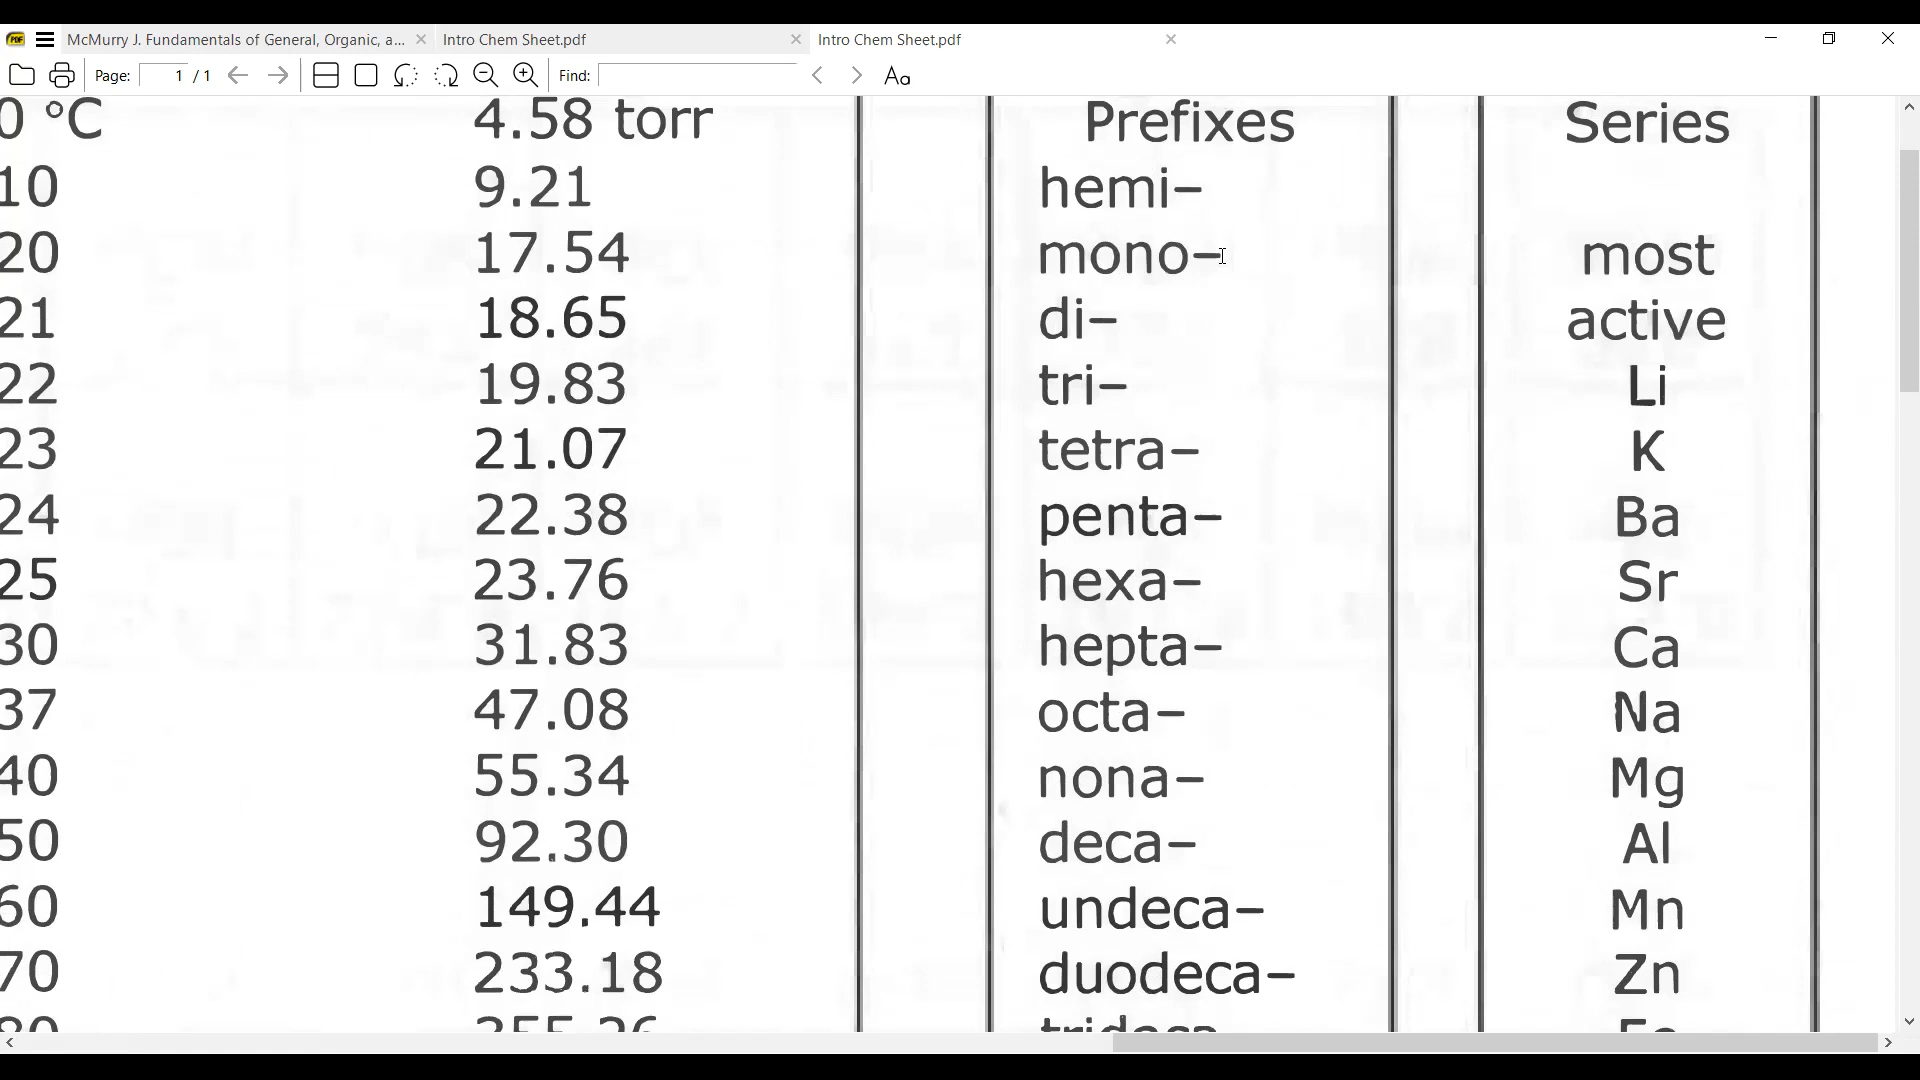 McMurry J. Fundamentals of General, Organic, a...
Intro Chem Sheet.pdf
Intro Chem Sheet.pdf
Page: 1 / 1
Find:
Aa
0 °C 4.58 torr
10 9.21
20 17.54
21 18.65
22 19.83
23 21.07
24 22.38
25 23.76
30 31.83
37 47.08
40 55.34
50 92.30
60 149.44
70 233.18
Prefixes
hemi–
mono–
di–
tri–
tetra–
penta–
hexa–
hepta–
octa–
nona–
deca–
undeca–
duodeca–
Series
most
active
Li
K
Ba
Sr
Ca
Na
Mg
Al
Mn
Zn